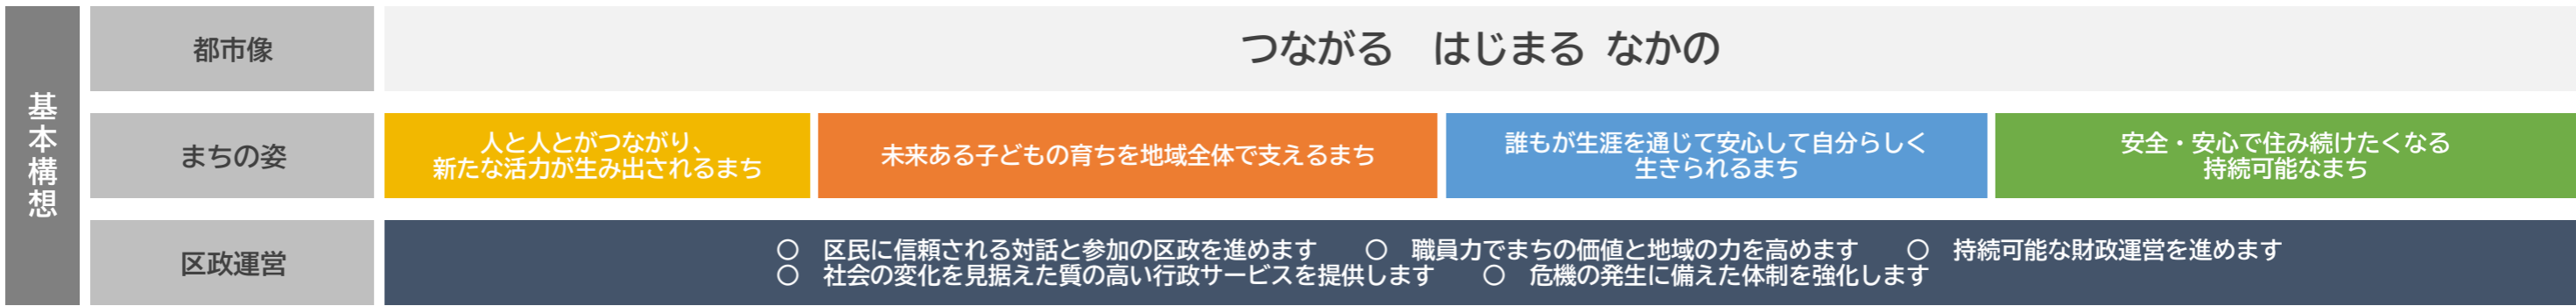 基本構想
都市像
つながる　はじまる なかの
まちの姿
人と人とがつながり、
新たな活力が生み出されるまち
未来ある子どもの育ちを地域全体で支えるまち
誰もが生涯を通じて安心して自分らしく
生きられるまち
安全・安心で住み続けたくなる
持続可能なまち
区政運営
○　区民に信頼される対話と参加の区政を進めます　　○　職員力でまちの価値と地域の力を高めます　　○　持続可能な財政運営を進めます
○　社会の変化を見据えた質の高い行政サービスを提供します　　○　危機の発生に備えた体制を強化します